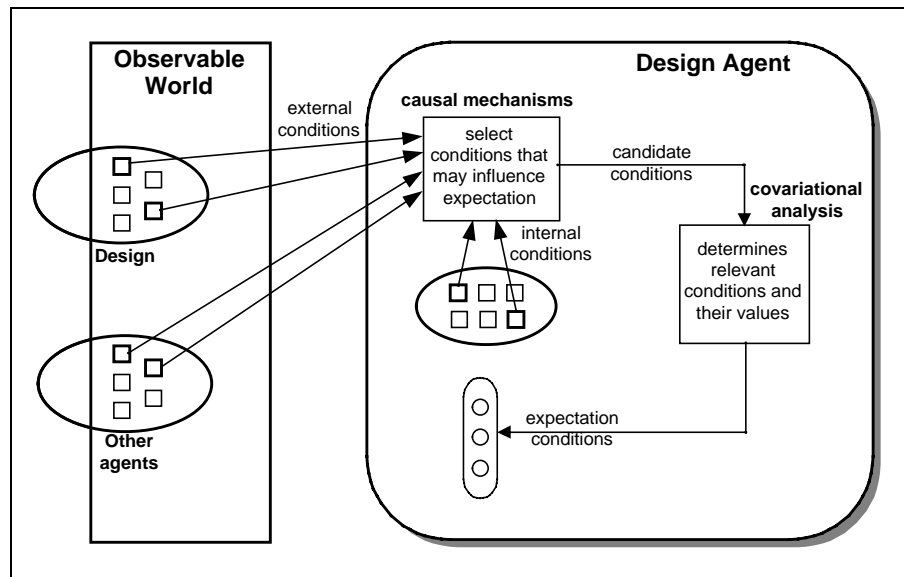 Observable
World
Design Agent
external
conditions
causal mechanisms
select
conditions that
may influence
expectation
candidate
conditions
covariational
analysis
determines
relevant
conditions and
their values
internal
conditions
Design
expectation
conditions
Other
agents